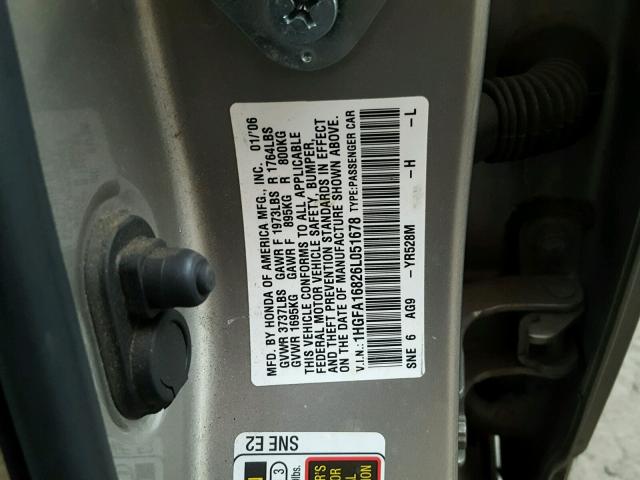 MFD. BY HONDA OF AMERICA MFG., INC. 01/'06
GVWR 3737LBS GAWR F 1973LBS R 1764LBS
GVWR 1695KG GAWR F 895KG R 800KG
THIS VEHICLE CONFORMS TO ALL APPLICABLE
FEDERAL MOTOR VEHICLE SAFETY, BUMPER,
AND THEFT PREVENTION STANDARDS IN EFFECT
ON THE DATE OF MANUFACTURE SHOWN ABOVE.
V.I.N.:1HGFA16826L051678 TYPE:PASSENGER CAR
SNE 6 AG9 -YR528M -H -L
SNE E2
3
lbs.